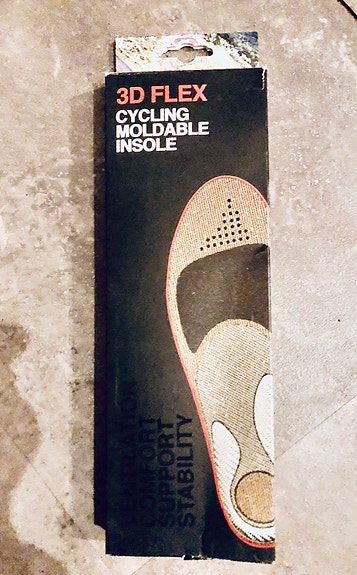 3D FLEX
CYCLING
MOLDABLE
INSOLE
VENTILATION
COMFORT
SUPPORT
STABILITY